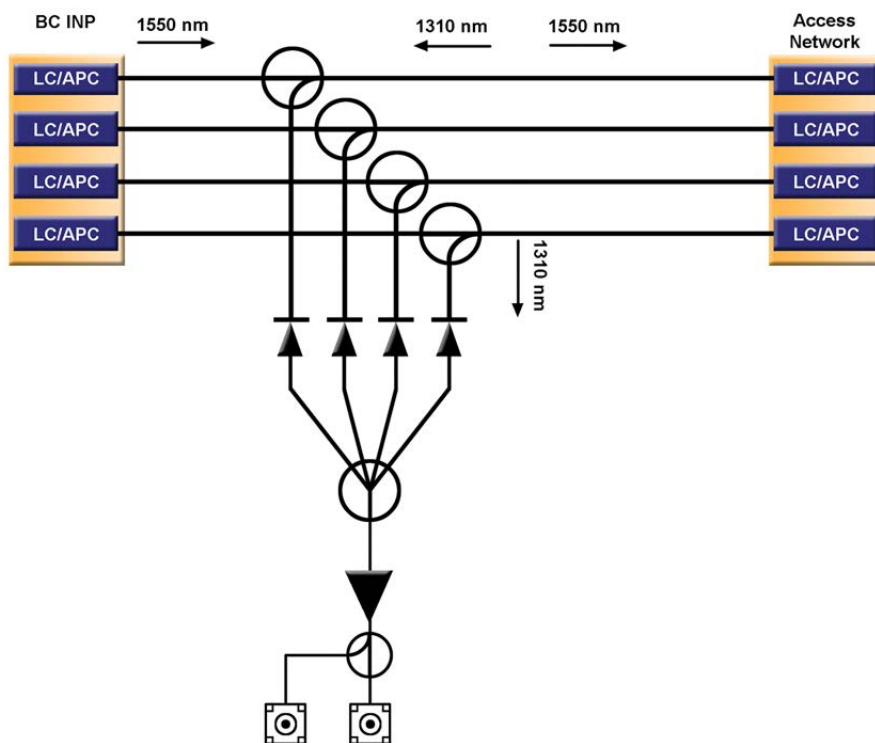 BC INP
1550 nm
1310 nm
1550 nm
Access
Network
LC/APC
LC/APC
LC/APC
LC/APC
LC/APC
LC/APC
LC/APC
LC/APC
1310 nm